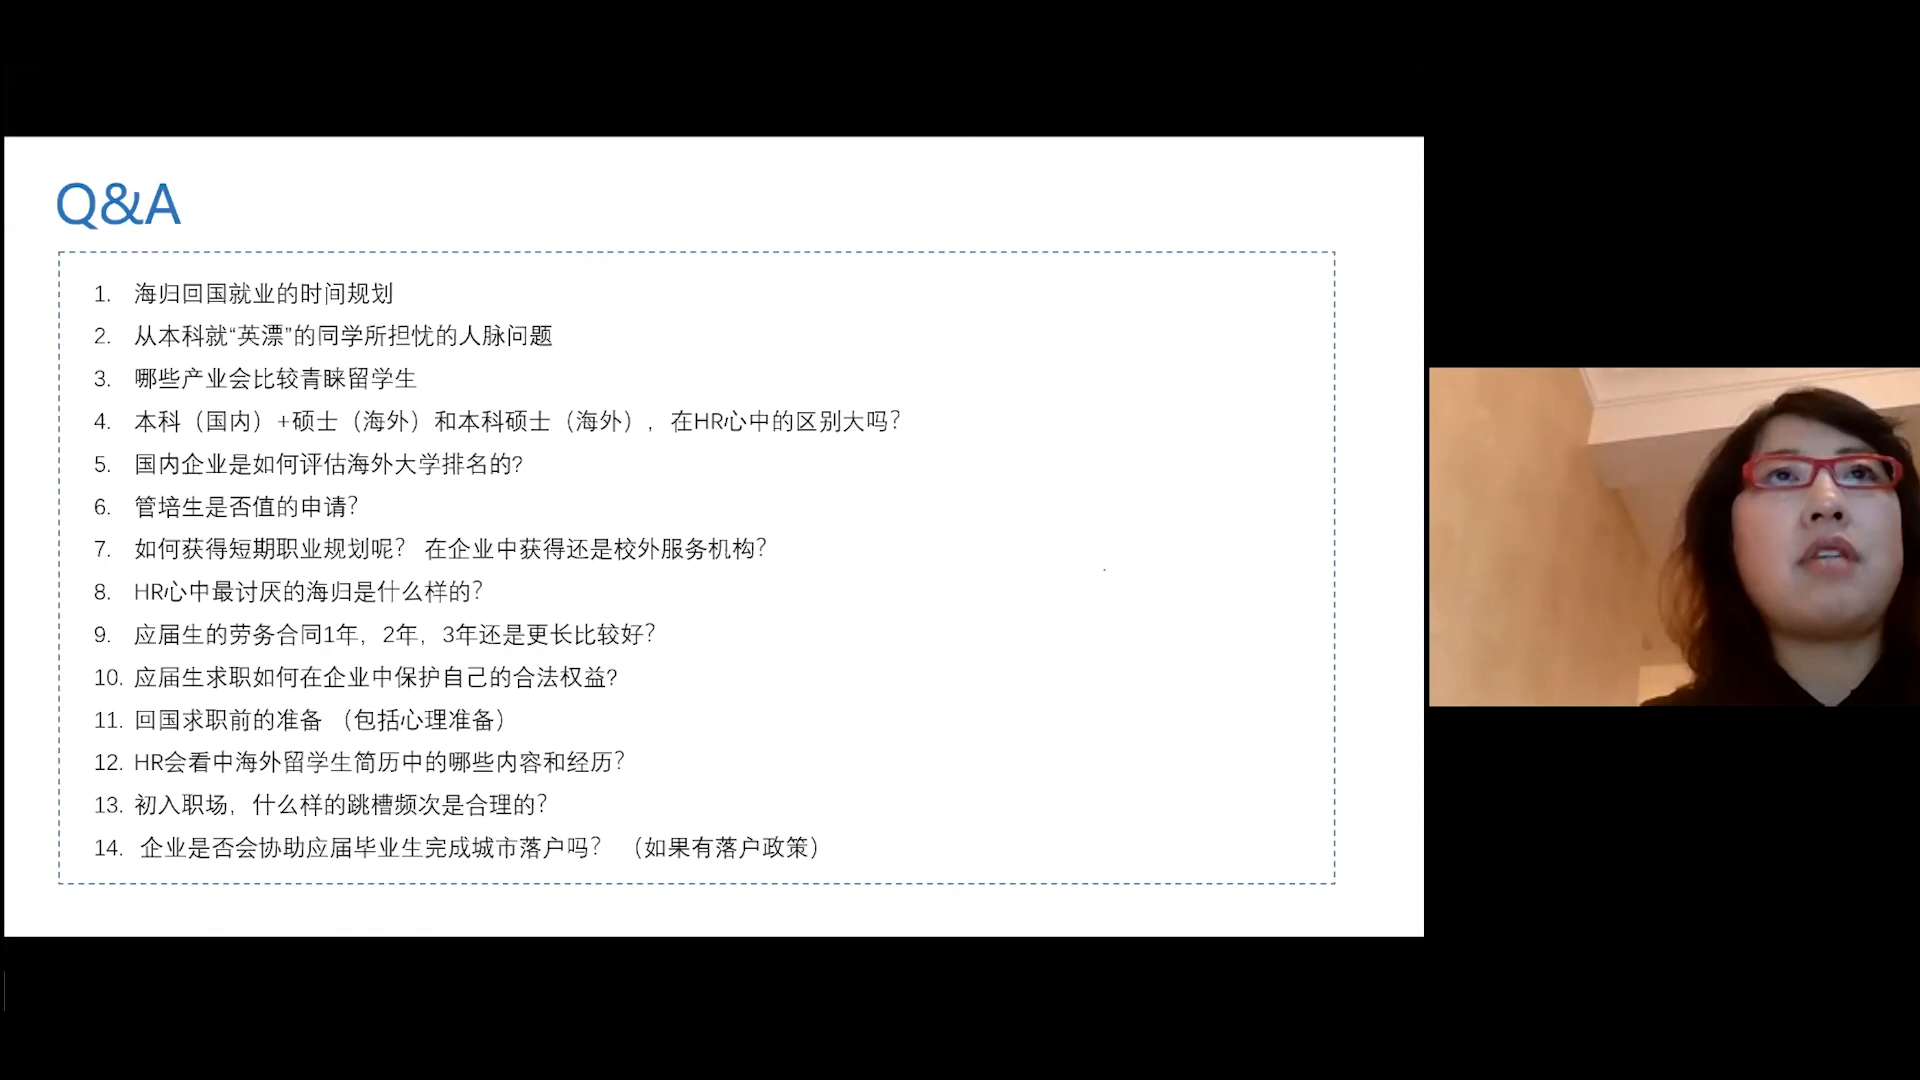 Q&A
1. 海归回国就业的时间规划
2. 从本科就“英漂”的同学所担忧的人脉问题
3. 哪些产业会比较青睐留学生
4. 本科（国内）+硕士（海外）和本科硕士（海外），在HR心中的区别大吗？
5. 国内企业是如何评估海外大学排名的？
6. 管培生是否值的申请？
7. 如何获得短期职业规划呢？ 在企业中获得还是校外服务机构？
8. HR心中最讨厌的海归是什么样的？
9. 应届生的劳务合同1年，2年，3年还是更长比较好？
10. 应届生求职如何在企业中保护自己的合法权益？
11. 回国求职前的准备 （包括心理准备）
12. HR会看中海外留学生简历中的哪些内容和经历？
13. 初入职场，什么样的跳槽频次是合理的？
14. 企业是否会协助应届毕业生完成城市落户吗？ （如果有落户政策）